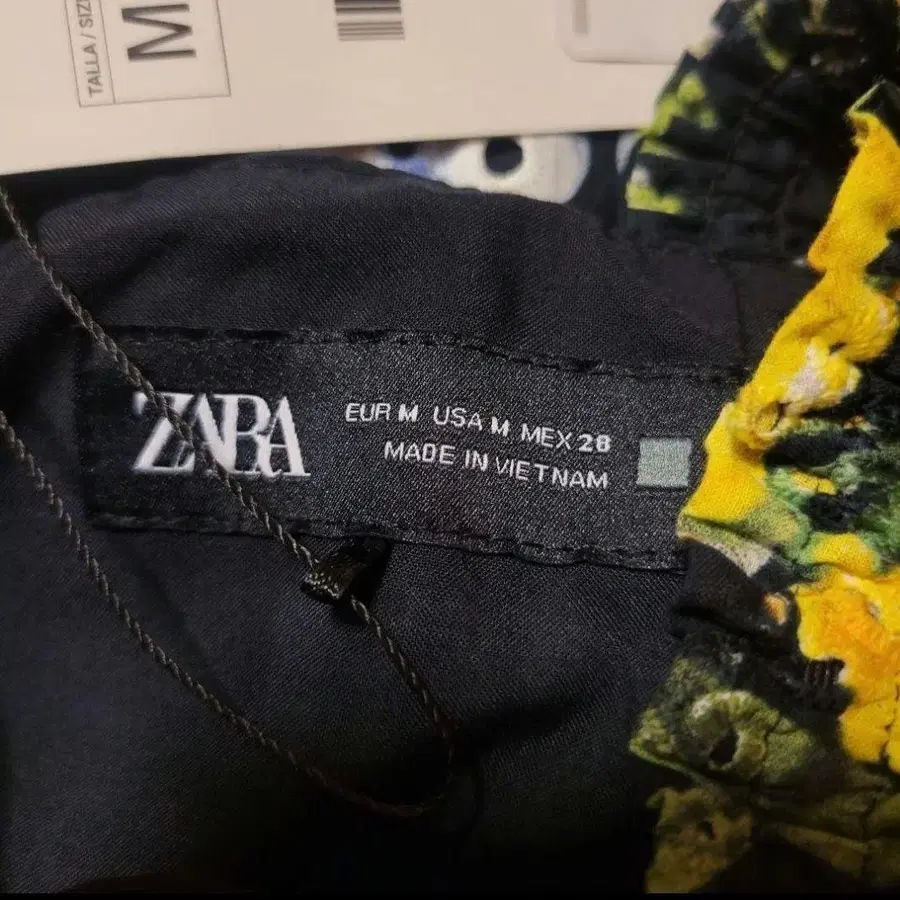 TALLA / SIZE
M
ZARA
EUR M USA M MEX 28
MADE IN VIETNAM